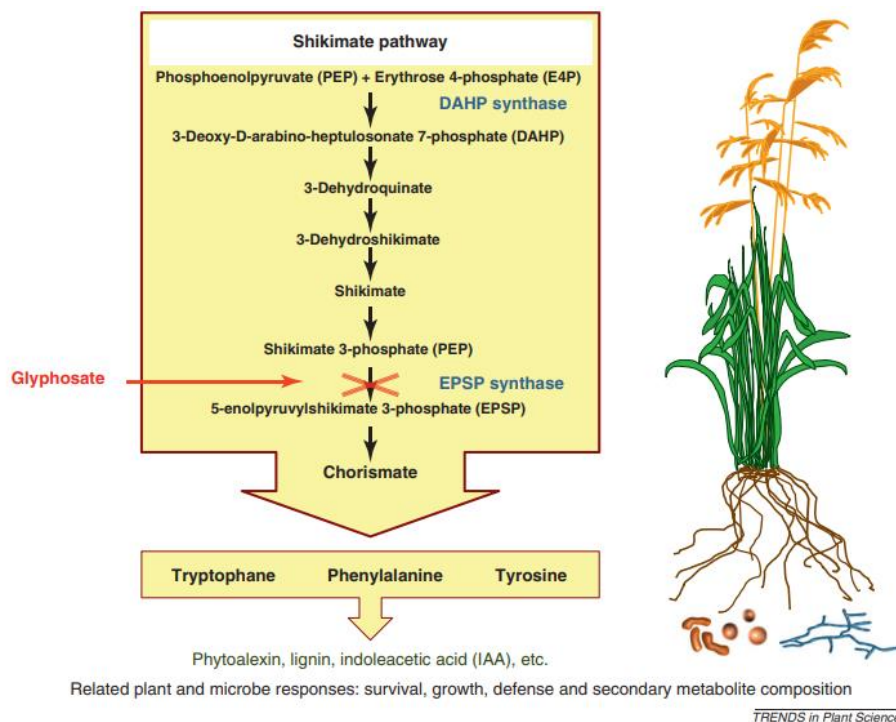 Shikimate pathway
Phosphoenolpyruvate (PEP) + Erythrose 4-phosphate (E4P)
DAHP synthase
3-Deoxy-D-arabino-heptulosonate 7-phosphate (DAHP)
3-Dehydroquinate
3-Dehydroshikimate
Shikimate
Shikimate 3-phosphate (PEP)
Glyphosate
EPSP synthase
5-enolpyruvylshikimate 3-phosphate (EPSP)
Chorismate
Tryptophane Phenylalanine Tyrosine
Phytoalexin, lignin, indoleacetic acid (IAA), etc.
Related plant and microbe responses: survival, growth, defense and secondary metabolite composition
TRENDS in Plant Science